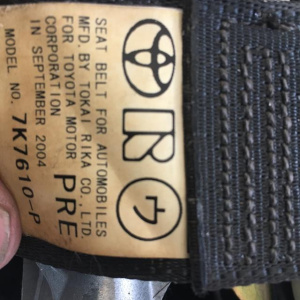 R ウ
SEAT BELT FOR AUTOMOBILES
MFD. BY TOKAI RIKA CO., LTD.
FOR TOYOTA MOTOR
CORPORATION PRE
IN SEPTEMBER 2004
MODEL NO. 7K7610-P